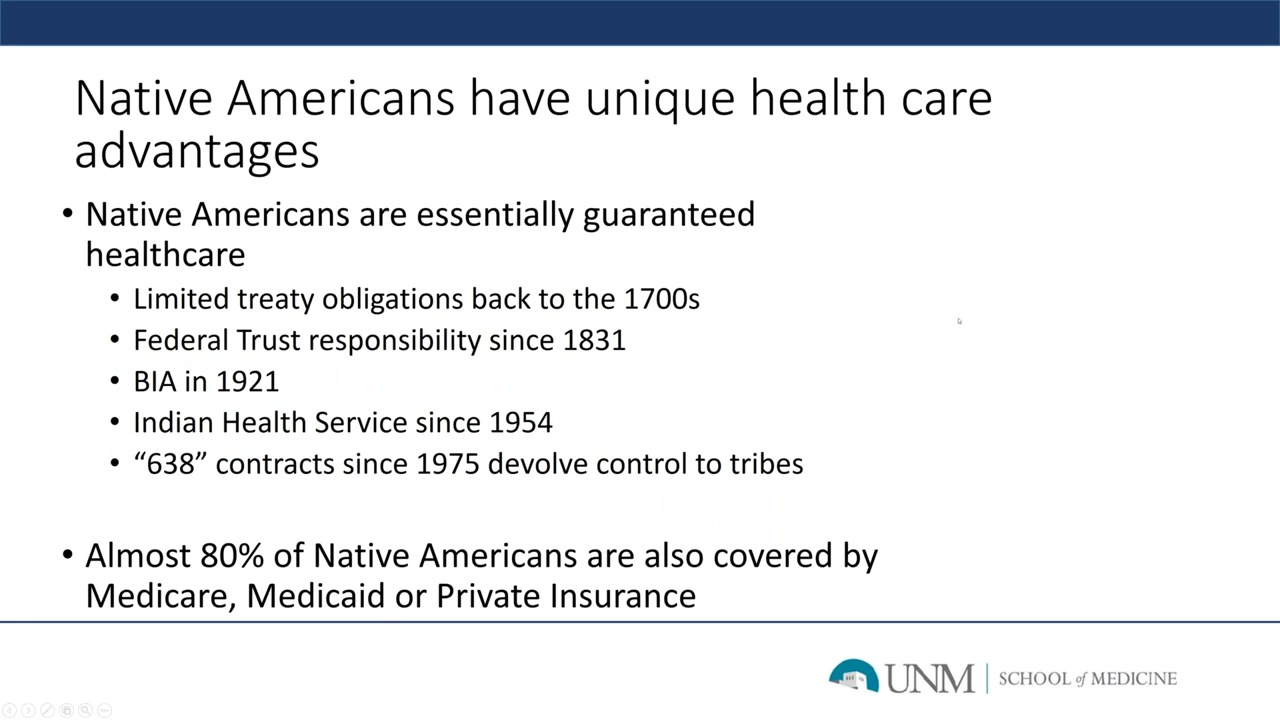 Native Americans have unique health care
advantages
• Native Americans are essentially guaranteed
healthcare
• Limited treaty obligations back to the 1700s
• Federal Trust responsibility since 1831
• BIA in 1921
• Indian Health Service since 1954
• “638” contracts since 1975 devolve control to tribes
• Almost 80% of Native Americans are also covered by
Medicare, Medicaid or Private Insurance
UNM | SCHOOL of MEDICINE